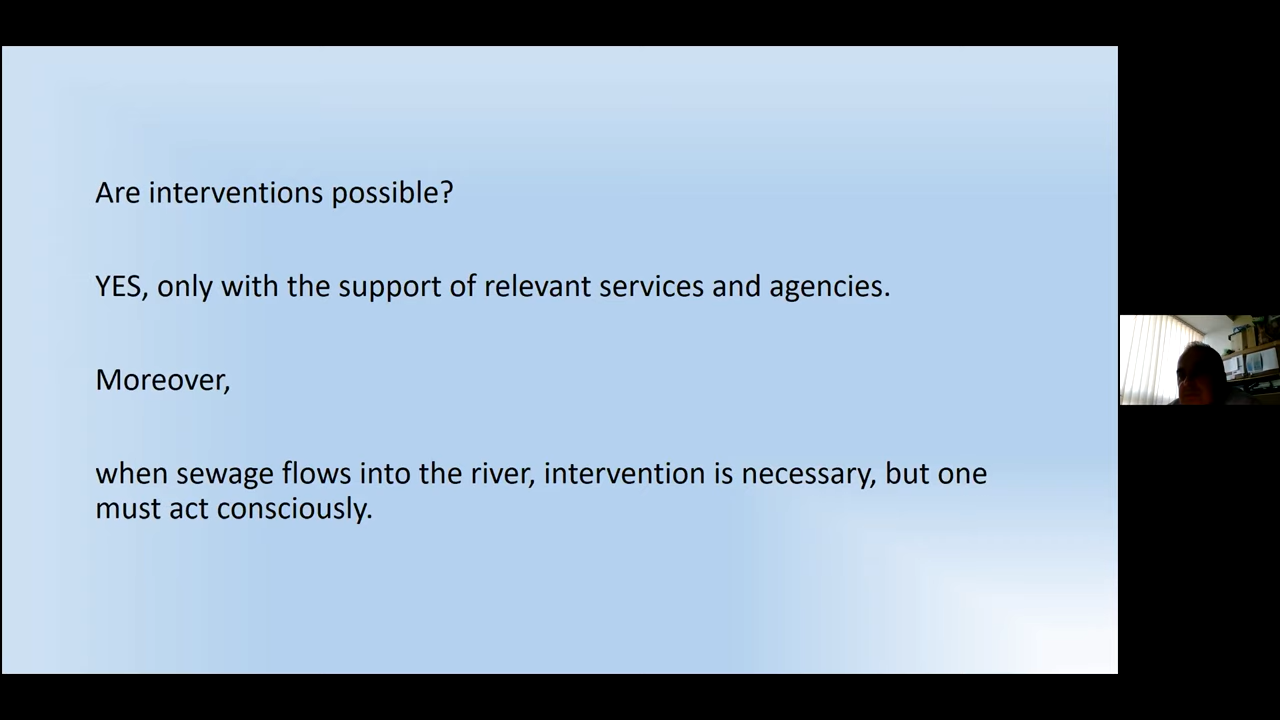 Are interventions possible?
YES, only with the support of relevant services and agencies.
Moreover,
when sewage flows into the river, intervention is necessary, but one
must act consciously.